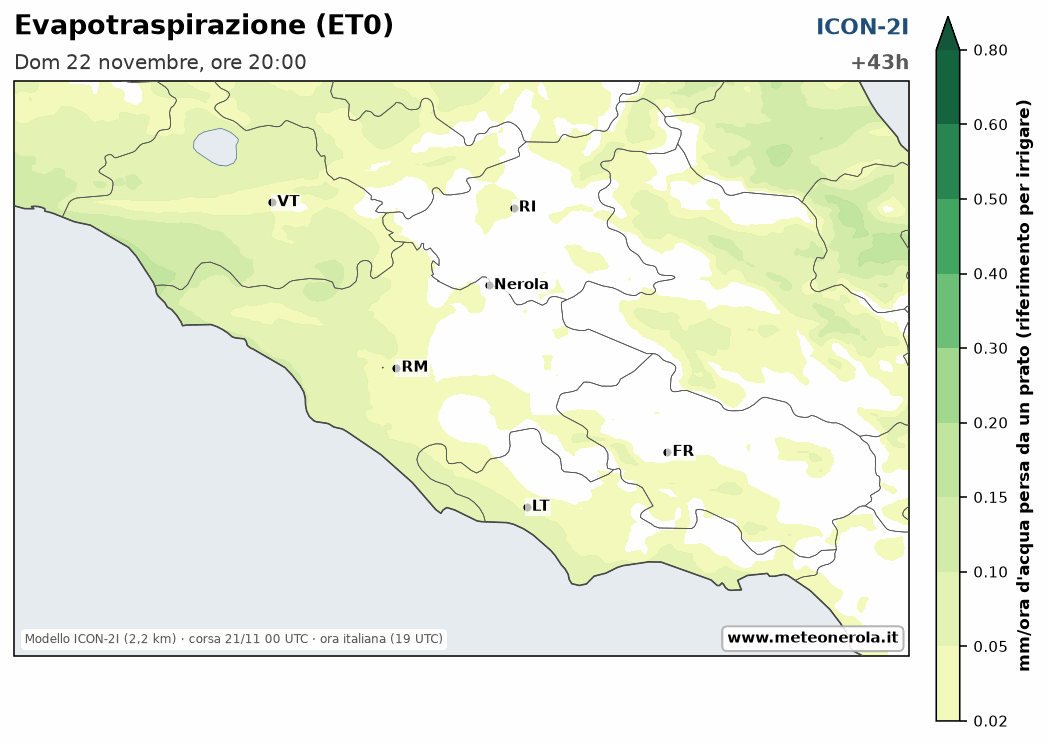 Evapotraspirazione (ET0)
ICON-2I
Dom 22 novembre, ore 20:00
+43h
VT
RI
Nerola
RM
FR
LT
Modello ICON-2I (2,2 km) · corsa 21/11 00 UTC · ora italiana (19 UTC)
www.meteonerola.it
0.80
0.60
0.50
0.40
0.30
0.20
0.15
0.10
0.05
0.02
mm/ora d'acqua persa da un prato (riferimento per irrigare)